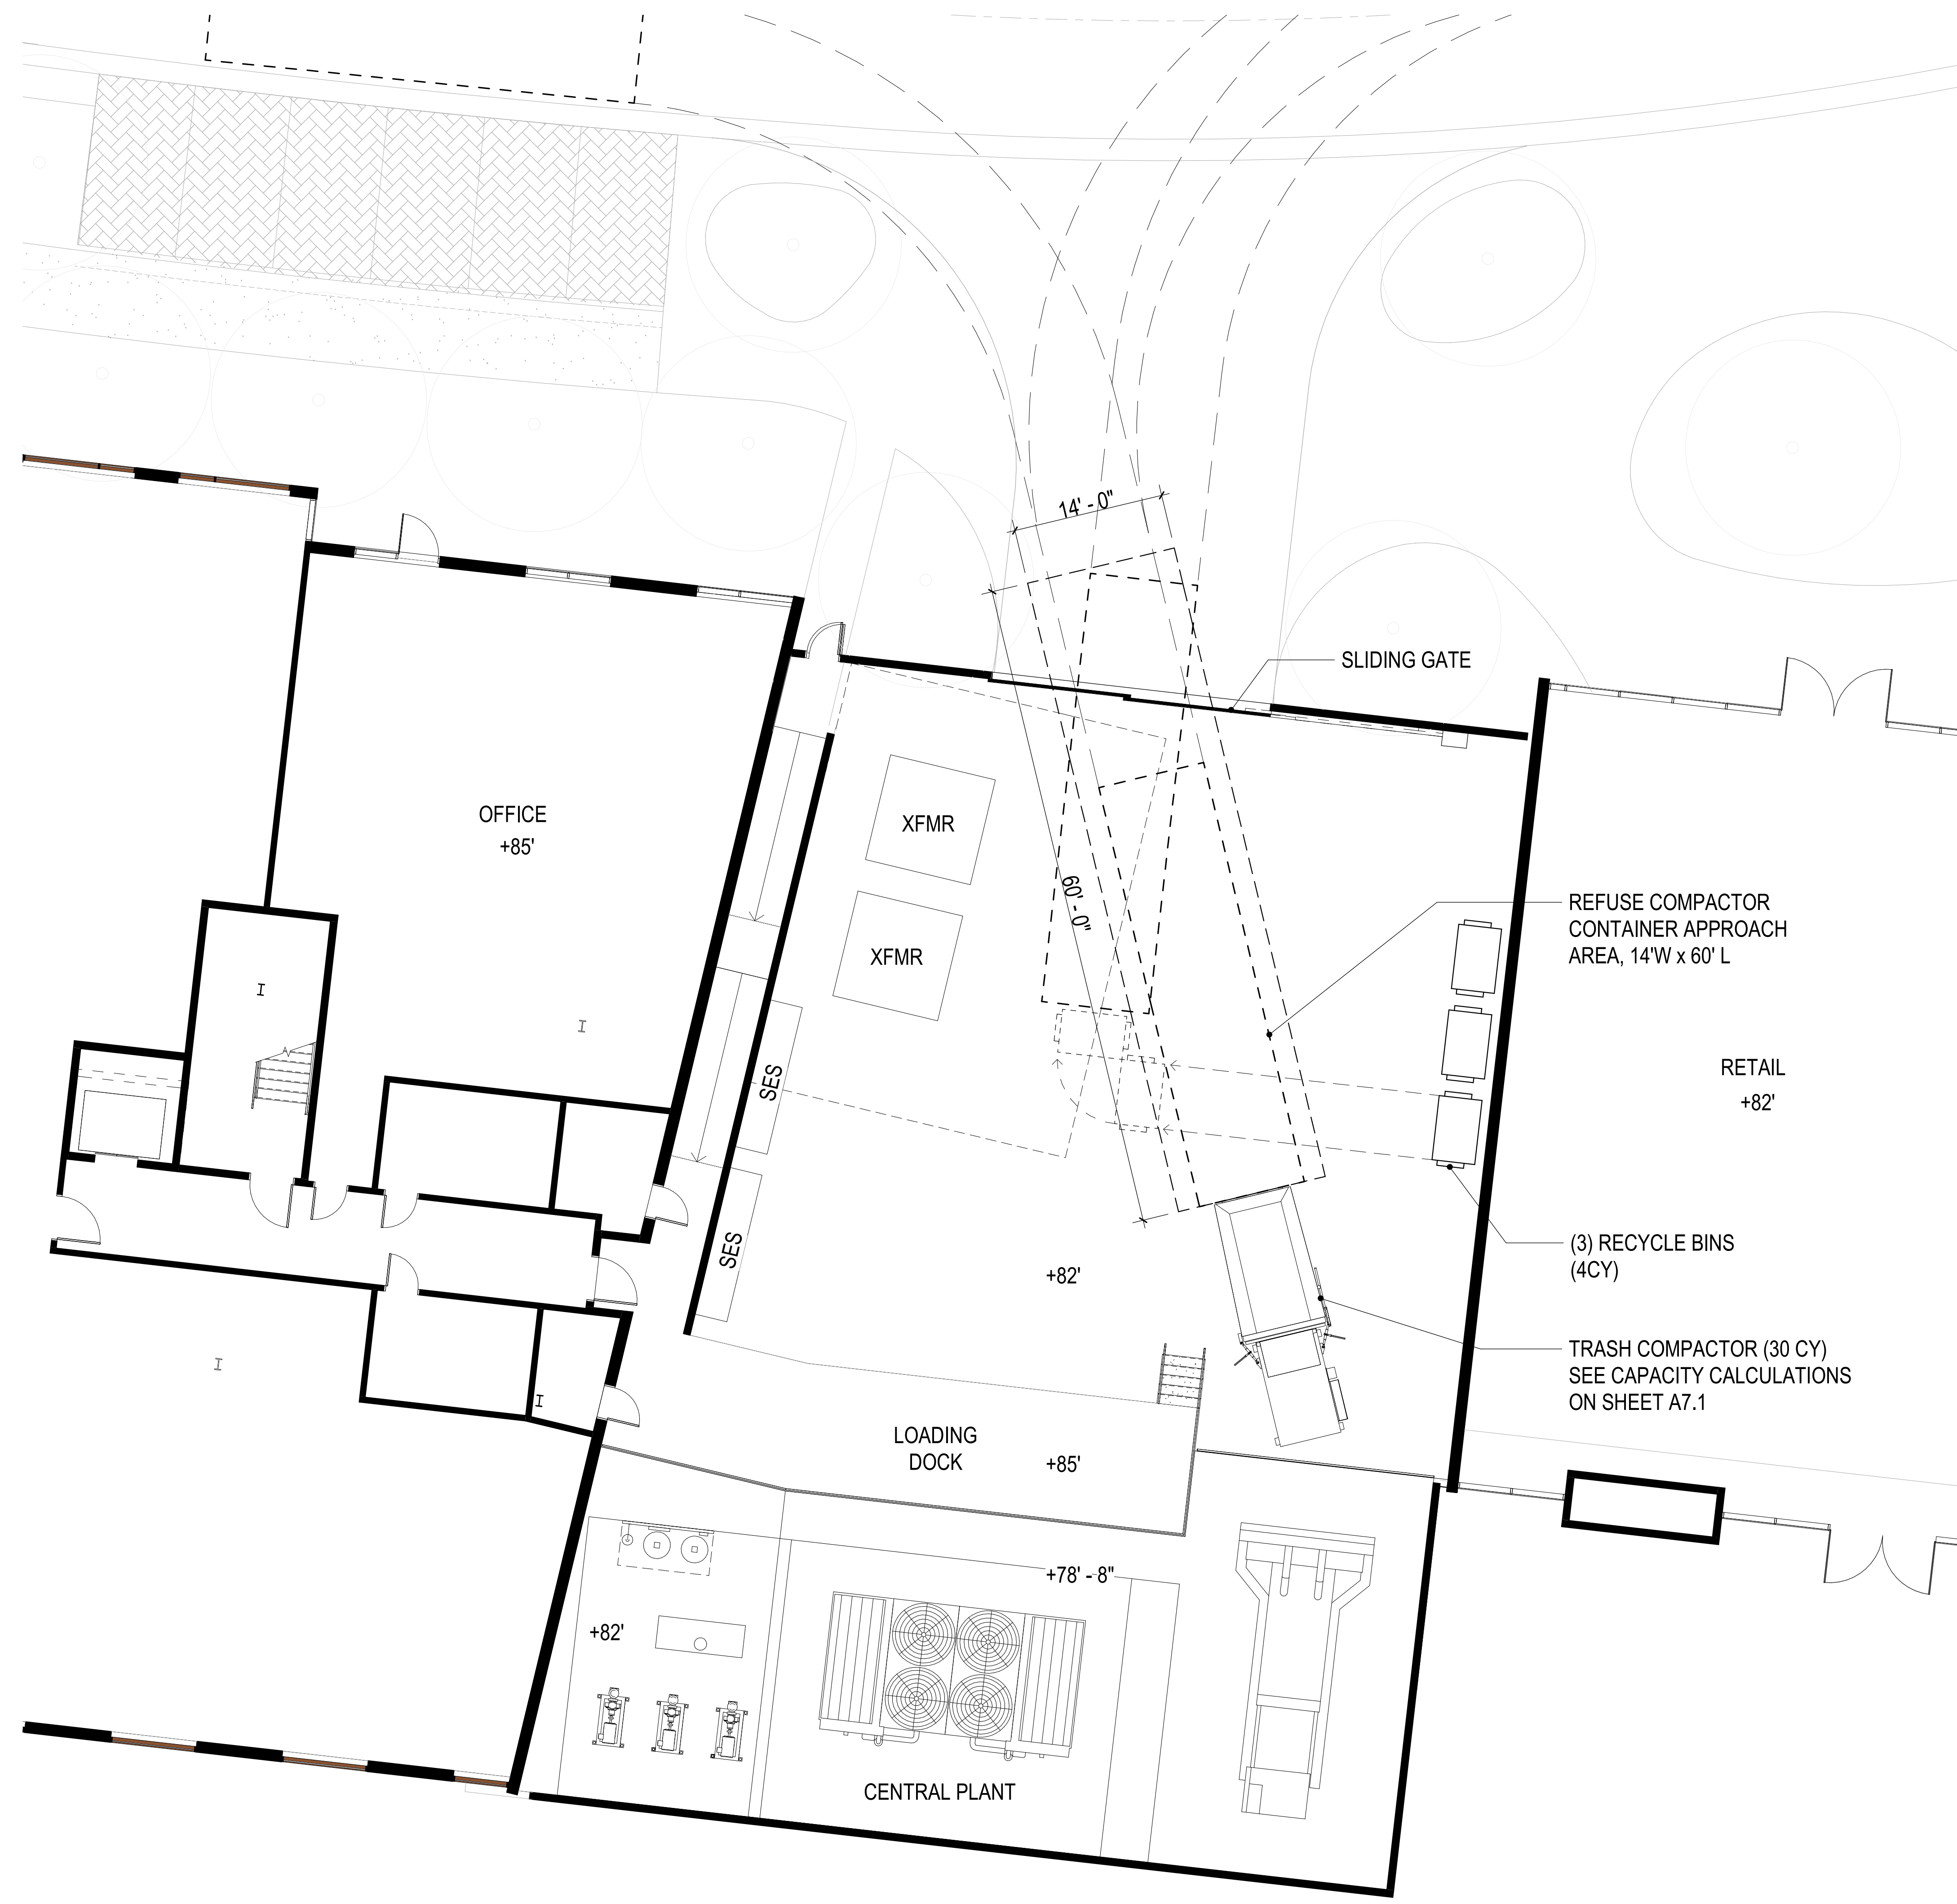 14' - 0"
SLIDING GATE
OFFICE
+85'
XFMR
XFMR
60' - 0"
REFUSE COMPACTOR
CONTAINER APPROACH
AREA, 14'W x 60' L
SES
RETAIL
+82'
SES
+82'
(3) RECYCLE BINS
(4CY)
TRASH COMPACTOR (30 CY)
SEE CAPACITY CALCULATIONS
ON SHEET A7.1
LOADING
DOCK
+85'
+78' - 8"
+82'
CENTRAL PLANT